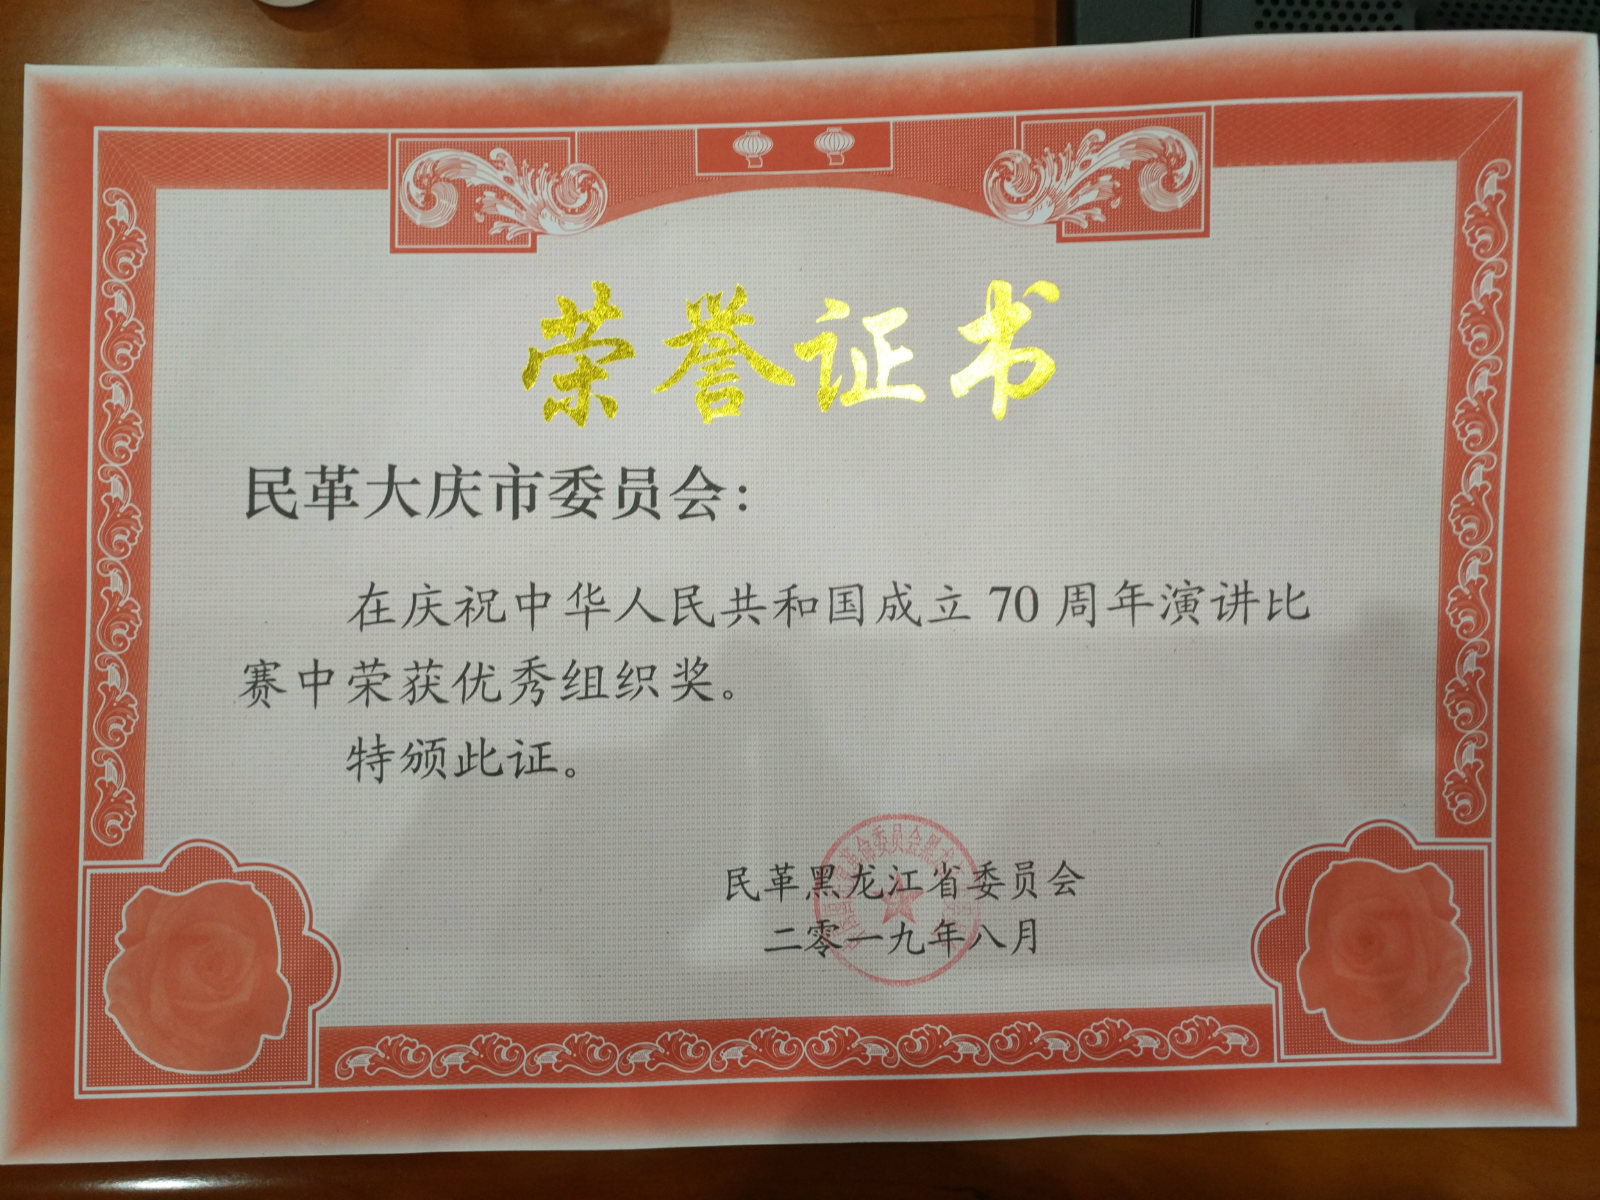 荣誉证书
民革大庆市委员会：
在庆祝中华人民共和国成立 70 周年演讲比
赛中荣获优秀组织奖。
特颁此证。
民革黑龙江省委员会
二零一九年八月